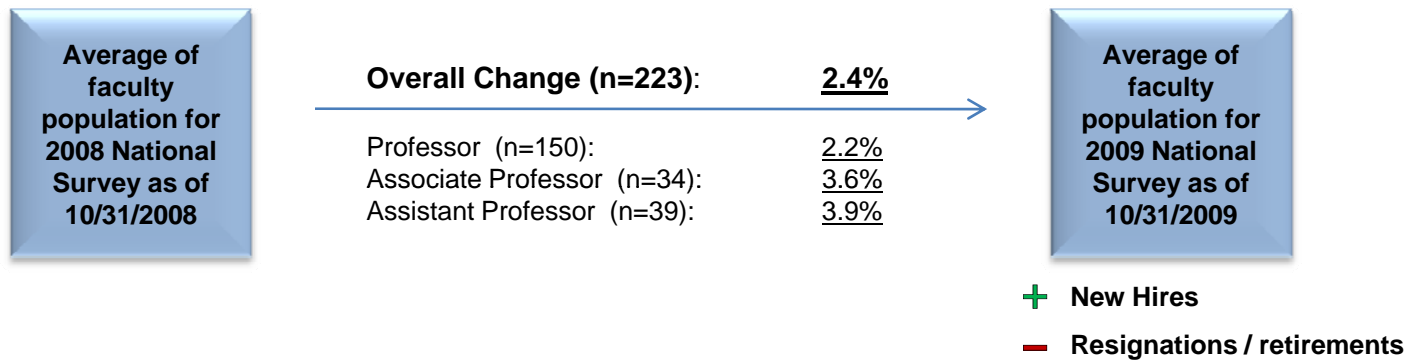 Average of
faculty
population for
2008 National
Survey as of
10/31/2008
Overall Change (n=223): 2.4%
Professor (n=150): 2.2%
Associate Professor (n=34): 3.6%
Assistant Professor (n=39): 3.9%
Average of
faculty
population for
2009 National
Survey as of
10/31/2009
New Hires
Resignations / retirements